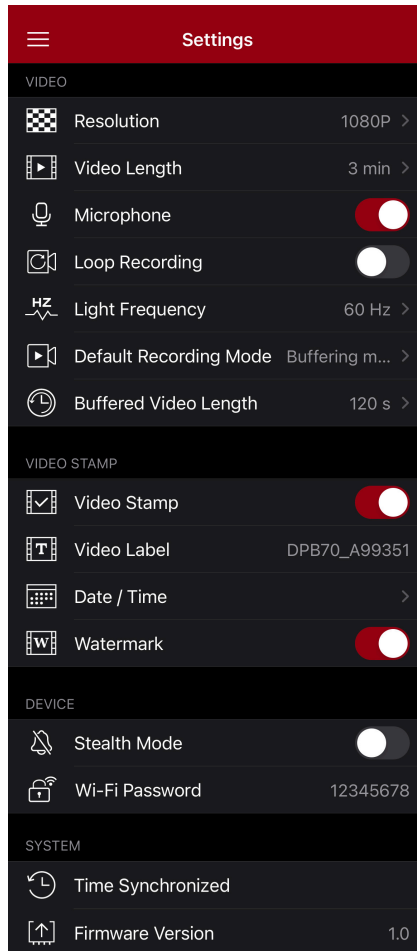 Settings
VIDEO
Resolution 1080P
Video Length 3 min
Microphone
Loop Recording
HZ Light Frequency 60 Hz
Default Recording Mode Buffering m...
Buffered Video Length 120 s
VIDEO STAMP
Video Stamp
T Video Label DPB70_A99351
Date / Time
W Watermark
DEVICE
Stealth Mode
Wi-Fi Password 12345678
SYSTEM
Time Synchronized
Firmware Version 1.0